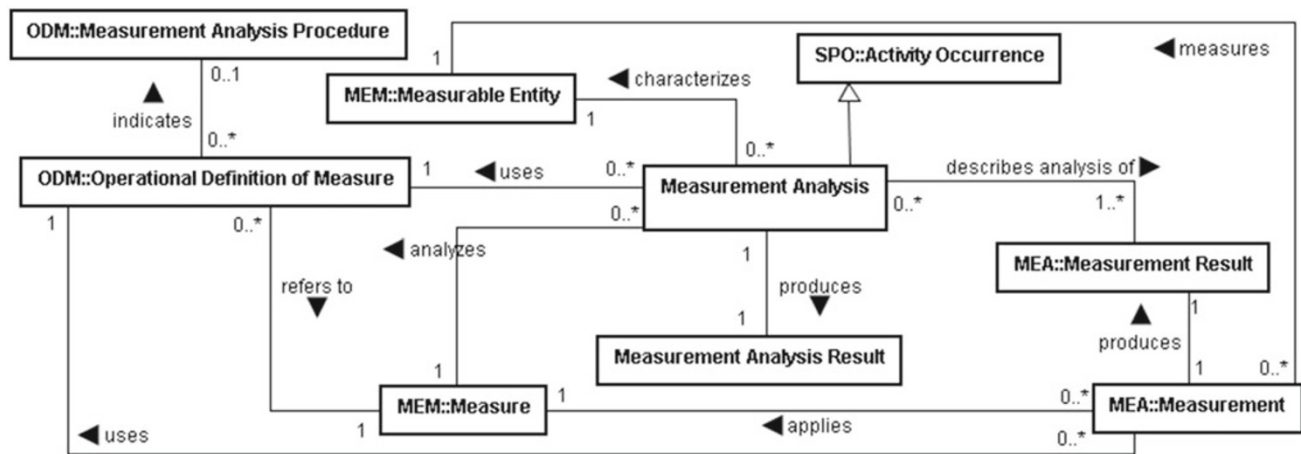 ODM::Measurement Analysis Procedure
0..1
indicates
0..*
1
MEM::Measurable Entity
1
characterizes
0..*
SPO::Activity Occurrence
measures
ODM::Operational Definition of Measure
1
uses
0..*
Measurement Analysis
0..*
describes analysis of
1..*
1
0..*
analyzes
0..*
1
MEA::Measurement Result
refers to
produces
1
produces
1
Measurement Analysis Result
1
0..*
1
MEM::Measure
1
1
0..*
MEA::Measurement
uses
applies
0..*